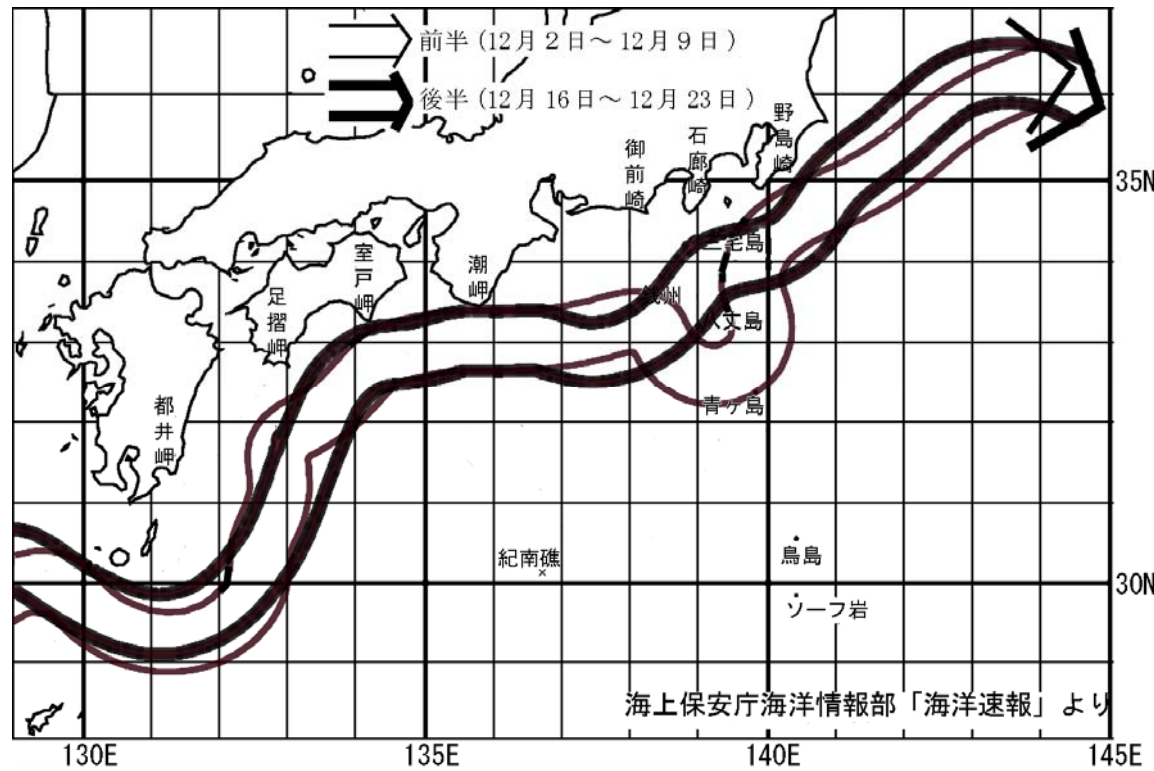 前半(12月2日～12月9日)
後半(12月16日～12月23日)
野島崎
石廊崎
御前崎
35N
三宅島
室戸岬
潮岬
銭州
足摺岬
八丈島
青ヶ島
都井岬
紀南礁
鳥島
30N
ソーフ岩
海上保安庁海洋情報部「海洋速報」より
130E
135E
140E
145E